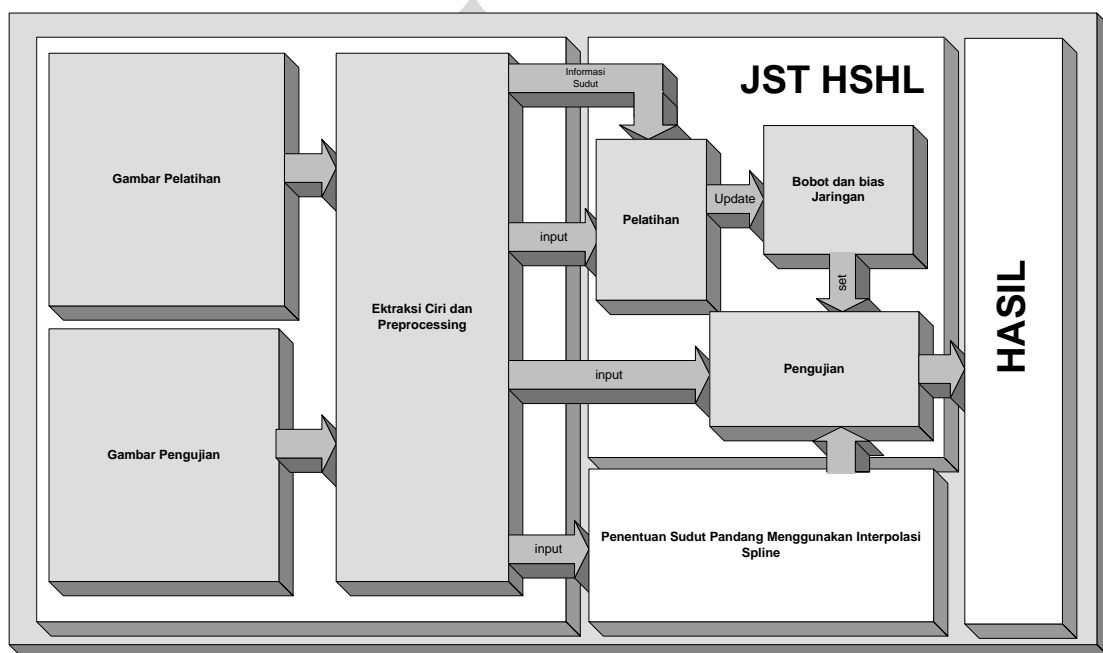 Gambar Pelatihan
Gambar Pengujian
Ektraksi Ciri dan
Preprocessing
Informasi
Sudut
input
input
input
JST HSHL
Pelatihan
Update
Bobot dan bias
Jaringan
set
Pengujian
Penentuan Sudut Pandang Menggunakan Interpolasi
Spline
HASIL